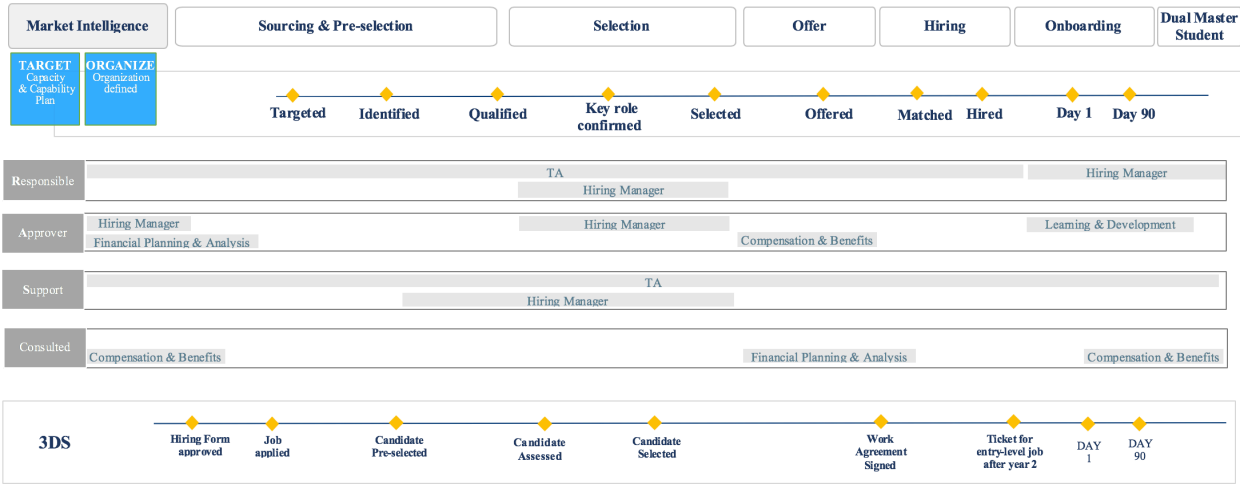 Market Intelligence
Sourcing & Pre-selection
Selection
Offer
Hiring
Onboarding
Dual Master
Student
TARGET
Capacity
& Capability
Plan
ORGANIZE
Organization
defined
Targeted
Identified
Qualified
Key role
confirmed
Selected
Offered
Matched
Hired
Day 1
Day 90
Responsible
TA
Hiring Manager
Hiring Manager
Approver
Hiring Manager
Hiring Manager
Learning & Development
Financial Planning & Analysis
Compensation & Benefits
Support
TA
Hiring Manager
Consulted
Compensation & Benefits
Financial Planning & Analysis
Compensation & Benefits
3DS
Hiring Form
approved
Job
applied
Candidate
Pre-selected
Candidate
Assessed
Candidate
Selected
Work
Agreement
Signed
Ticket for
entry-level job
after year 2
DAY
1
DAY
90